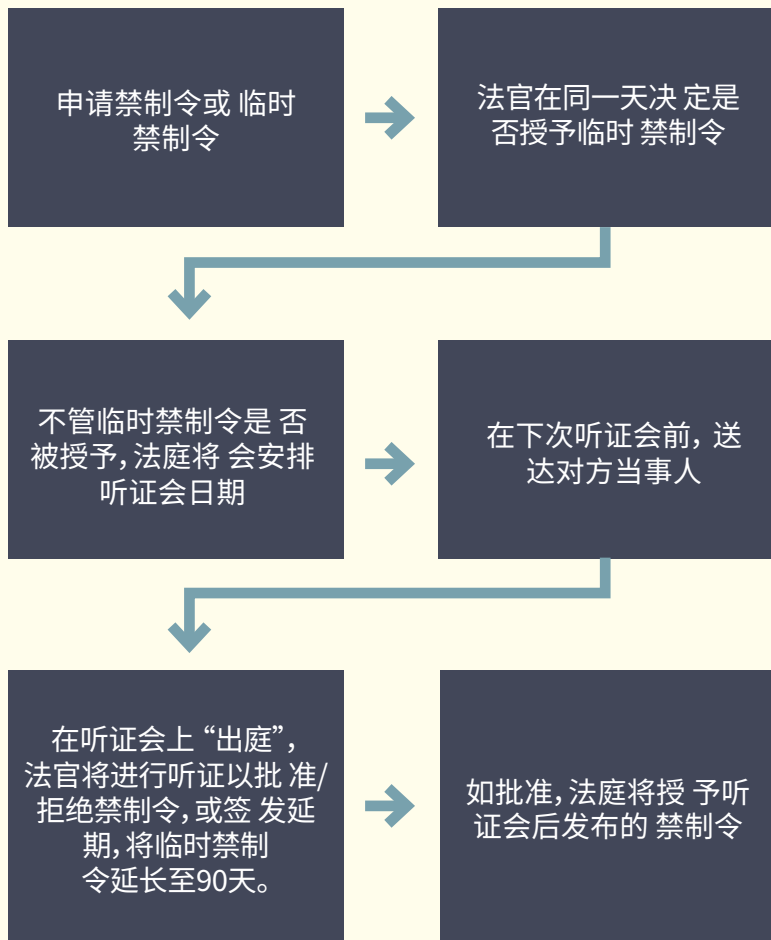 申请禁制令或 临时
禁制令
法官在同一天决 定是
否授予临时 禁制令
不管临时禁制令是 否
被授予，法庭将 会安排
听证会日期
在下次听证会前，送
达对方当事人
在听证会上 “出庭”，
法官将进行听证以批 准/
拒绝禁制令，或签 发延
期，将临时禁制
令延长至90天。
如批准，法庭将授 予听
证会后发布的 禁制令